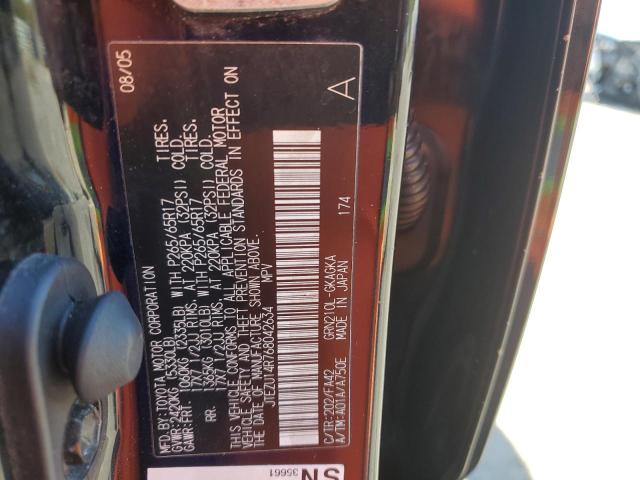 MFD. BY:TOYOTA MOTOR CORPORATION 08/05
GVWR:2420KG (5330LB)
GAWR:FRT. 1060KG (2335LB) WITH P265/65R17 TIRES.
17X7 1/2JJ RIMS, AT 220KPA (32PSI) COLD.
RR. 1365KG (3010LB) WITH P265/65R17 TIRES.
17X7 1/2JJ RIMS, AT 220KPA (32PSI) COLD.
THIS VEHICLE CONFORMS TO ALL APPLICABLE FEDERAL MOTOR
VEHICLE SAFETY AND THEFT PREVENTION STANDARDS IN EFFECT ON
THE DATE OF MANUFACTURE SHOWN ABOVE.
JTEZU14R768042634 MPV
A
174
C/TR:202/FA42 GRN210L-GKAGKA
A/TM:A01A/A750E MADE IN JAPAN
SN
35661